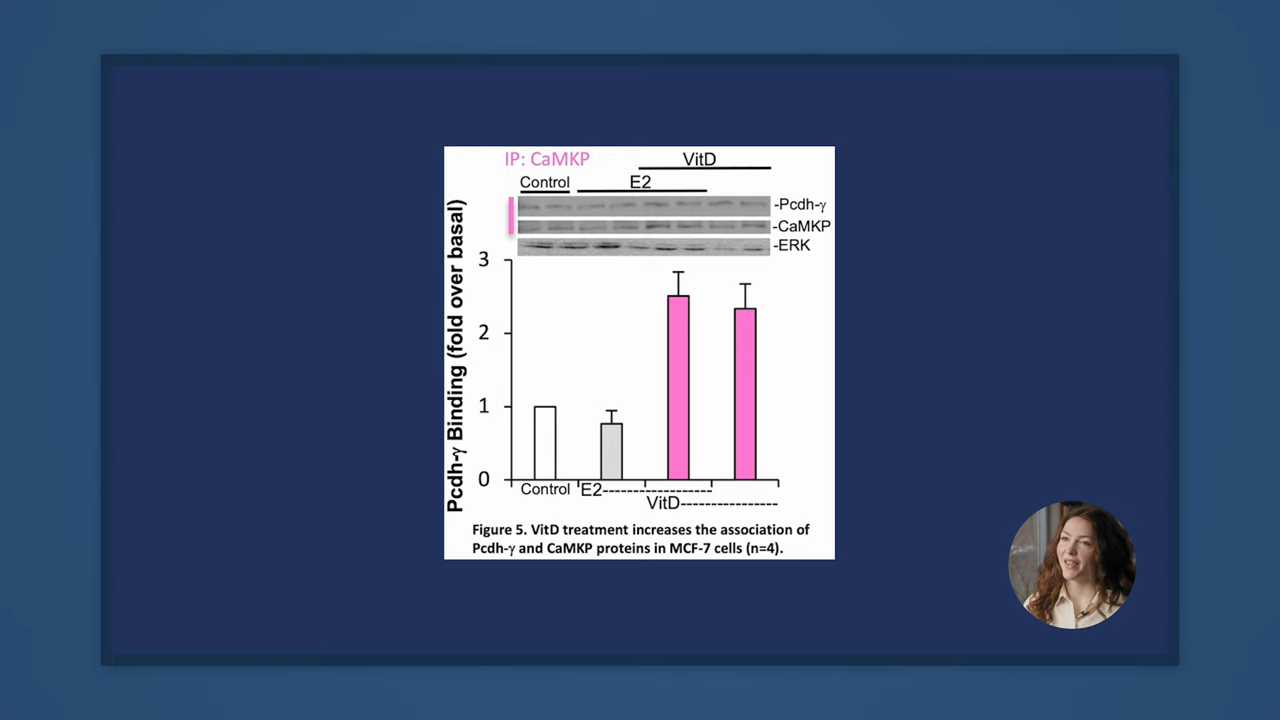 IP: CaMKP
VitD
Control
E2
-Pcdh-γ
-CaMKP
-ERK
Pcdh-γ Binding (fold over basal)
3
2
1
0
Control
E2-----------------
VitD---------------
Figure 5. VitD treatment increases the association of
Pcdh-γ and CaMKP proteins in MCF-7 cells (n=4).